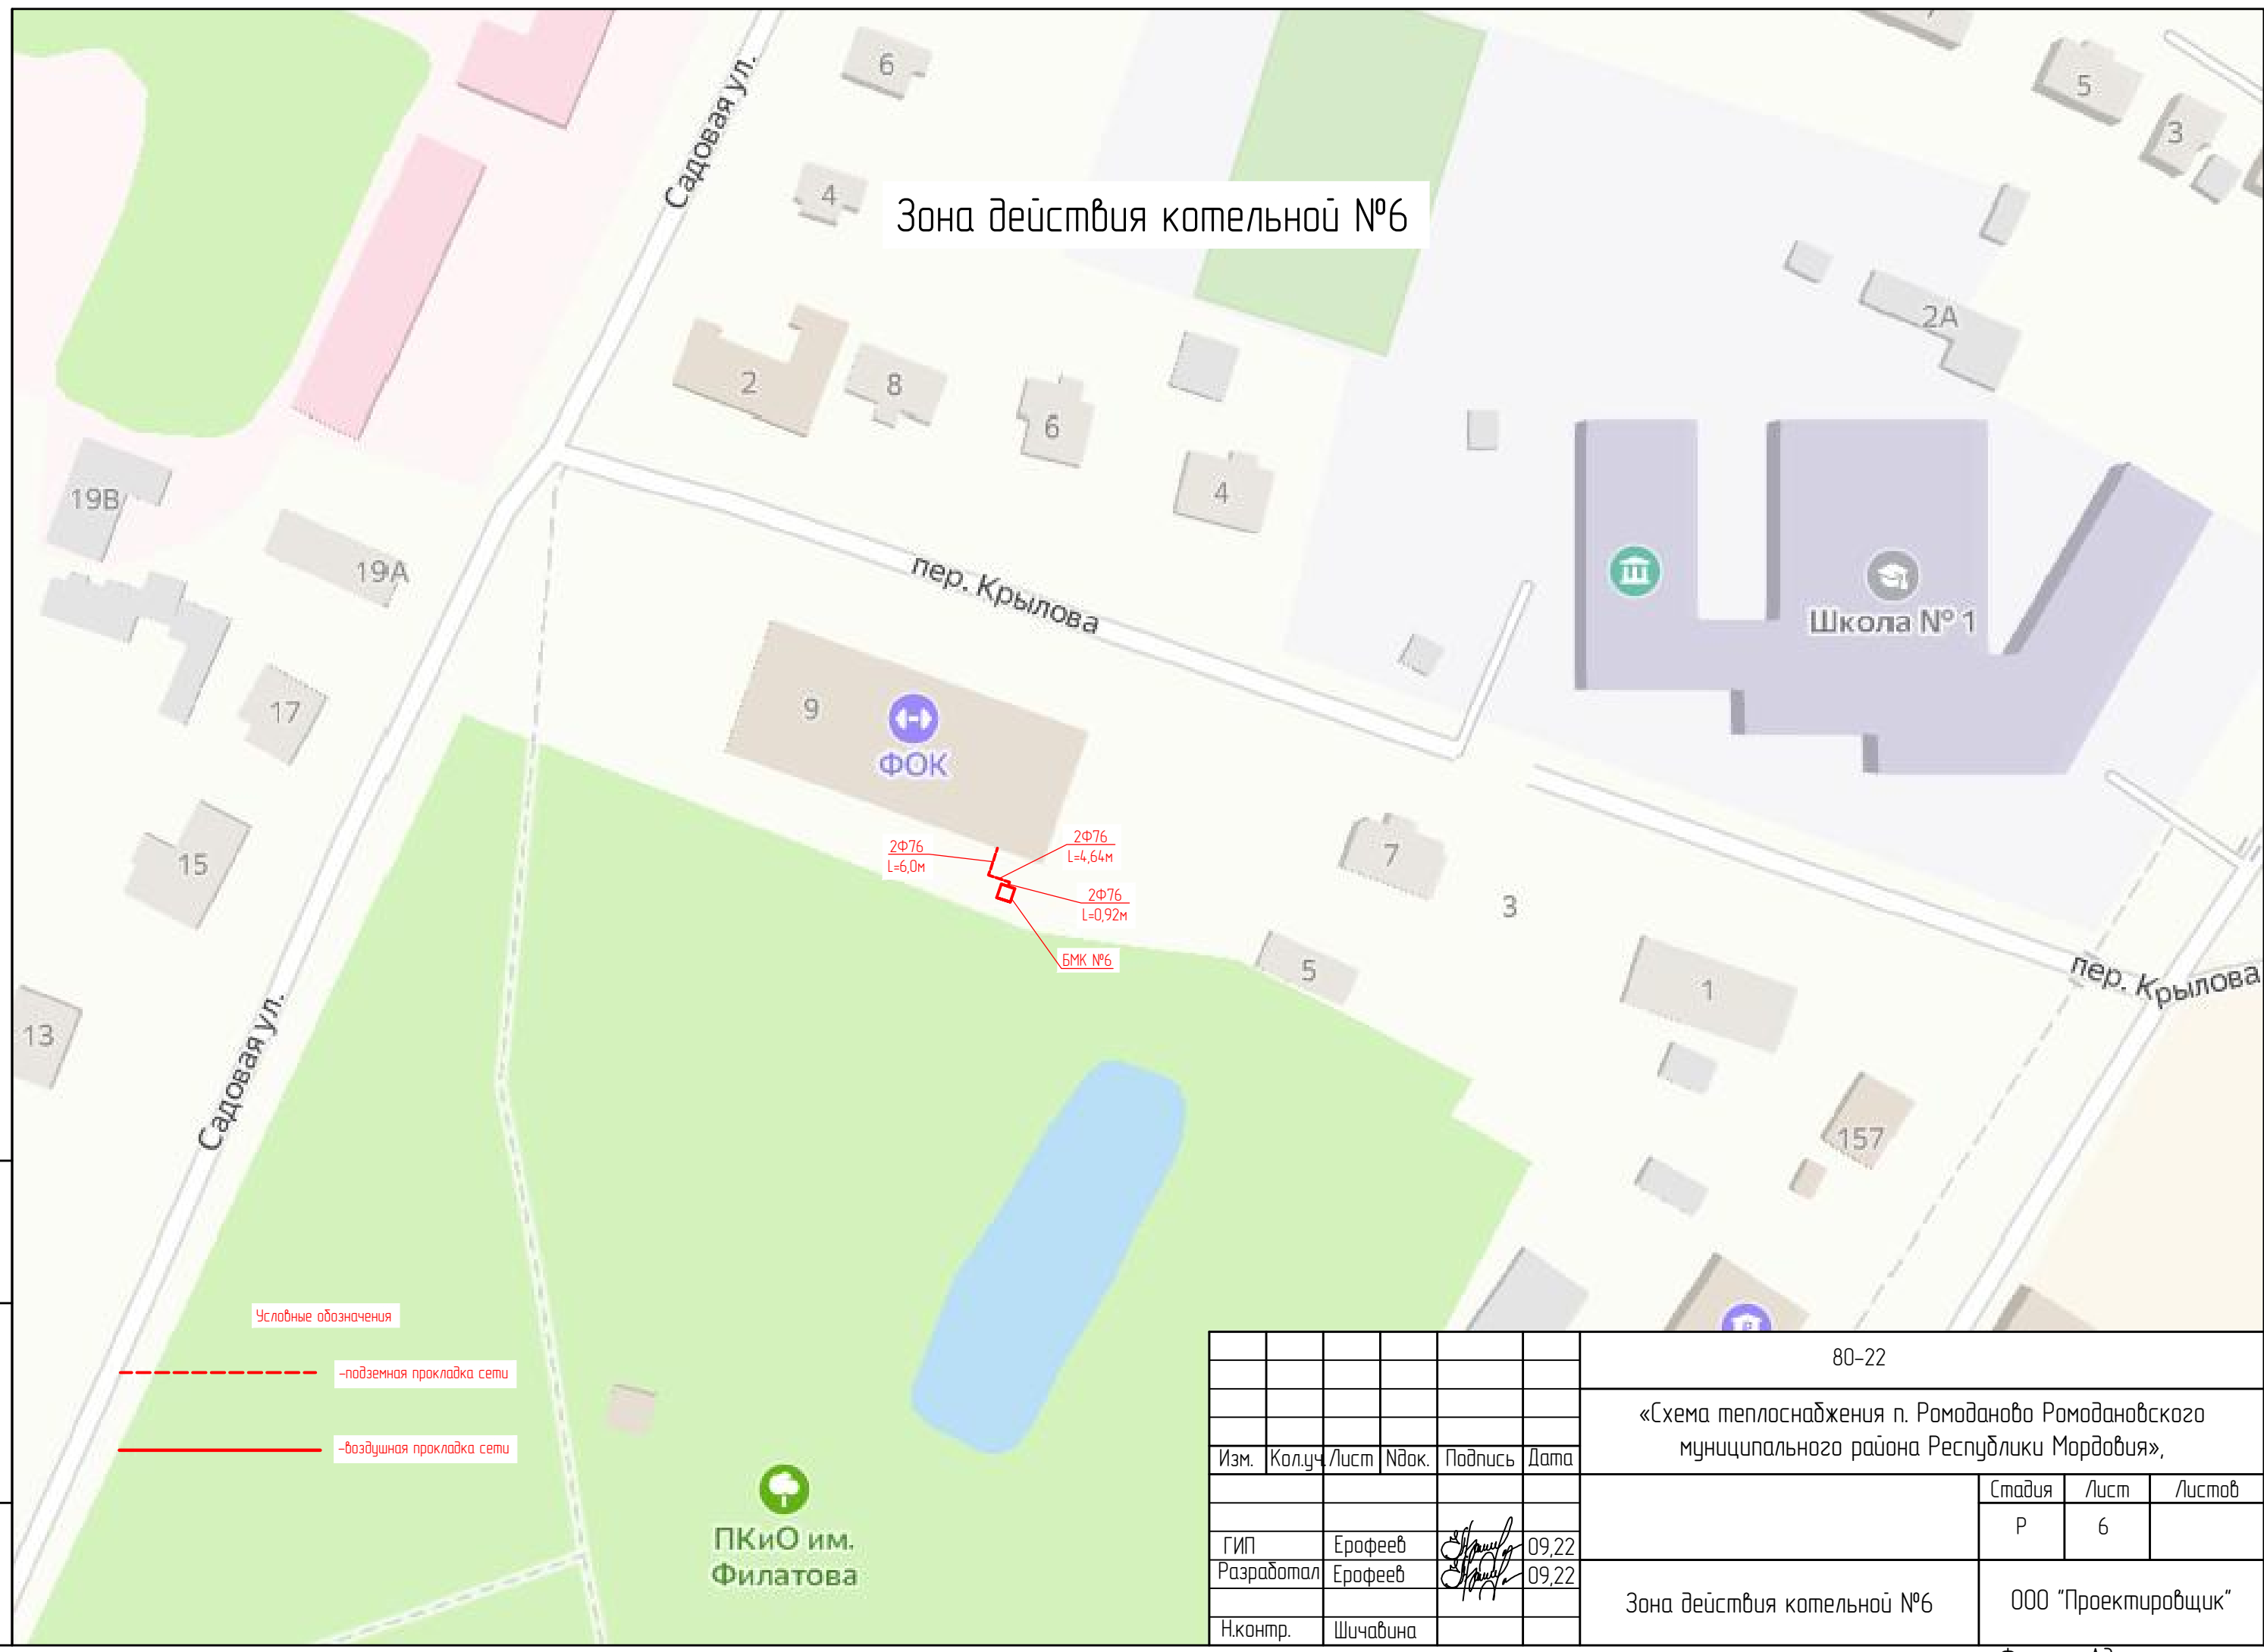 Садовая ул.
6
5
3
4
Зона действия котельной №6
2А
2
8
6
4
19В
19А
пер. Крылова
Школа № 1
17
9
ФОК
15
2Ф76
L=6,0м
2Ф76
L=4,64м
7
2Ф76
L=0,92м
3
БМК №6
5
1
пер. Крылова
13
Садовая ул.
157
Условные обозначения
-подземная прокладка сети
-воздушная прокладка сети
ПКиО им.
Филатова
80-22
«Схема теплоснабжения п. Ромоданово Ромодановского
муниципального района Республики Мордовия»,
Изм. Кол.уч Лист Nдок. Подпись Дата
Стадия Лист Листов
Р 6
ГИП Ерофеев 09,22
Разработал Ерофеев 09,22
Зона действия котельной №6
ООО "Проектировщик"
Н.контр. Шичавина